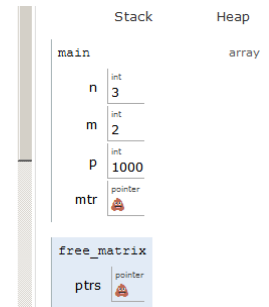 Stack Heap
main array
int
n 3
int
m 2
int
p 1000
pointer
mtr 💩
free_matrix
pointer
ptrs 💩